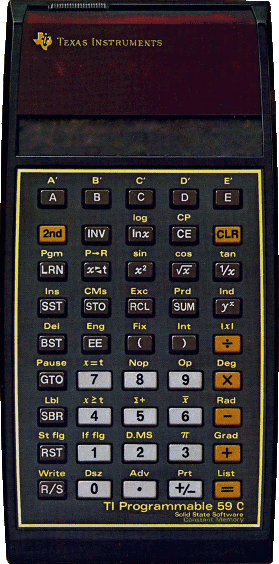 TEXAS INSTRUMENTS
A' B' C' D' E'
A B C D E
log CP
2nd INV lnx CE CLR
Pgm P→R sin cos tan
LRN x⇄t x² √x 1/x
Ins CMs Exc Prd Ind
SST STO RCL SUM yˣ
Del Eng Fix Int |x|
BST EE ( ) ÷
Pause x=t Nop Op Deg
GTO 7 8 9 X
Lbl x≥t Σ+ x̄ Rad
SBR 4 5 6 −
St flg If flg D.MS π Grad
RST 1 2 3 +
Write Dsz Adv Prt List
R/S 0 . +/− =
TI Programmable 59 C
Solid State Software
Constant Memory